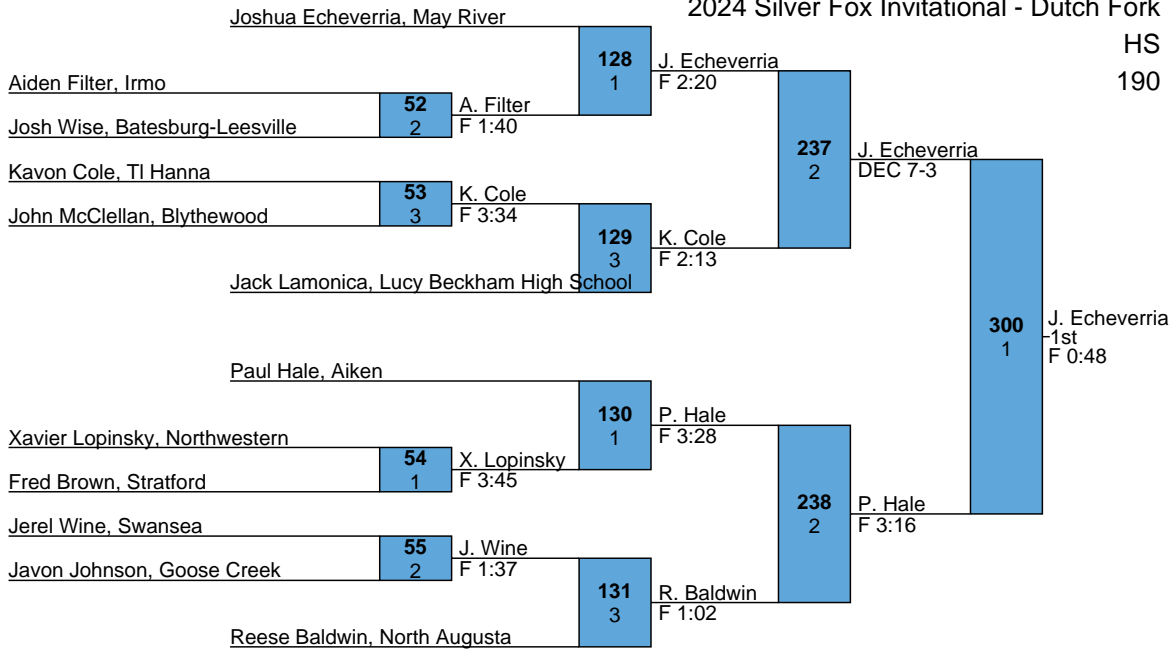 2024 Silver Fox Invitational - Dutch Fork
HS
190
Joshua Echeverria, May River
128
1
J. Echeverria
F 2:20
Aiden Filter, Irmo
52
2
A. Filter
F 1:40
Josh Wise, Batesburg-Leesville
237
2
J. Echeverria
DEC 7-3
Kavon Cole, Tl Hanna
53
3
K. Cole
F 3:34
John McClellan, Blythewood
129
3
K. Cole
F 2:13
Jack Lamonica, Lucy Beckham High School
300
1
J. Echeverria
1st
F 0:48
Paul Hale, Aiken
130
1
P. Hale
F 3:28
Xavier Lopinsky, Northwestern
54
1
X. Lopinsky
F 3:45
Fred Brown, Stratford
238
2
P. Hale
F 3:16
Jerel Wine, Swansea
55
2
J. Wine
F 1:37
Javon Johnson, Goose Creek
131
3
R. Baldwin
F 1:02
Reese Baldwin, North Augusta